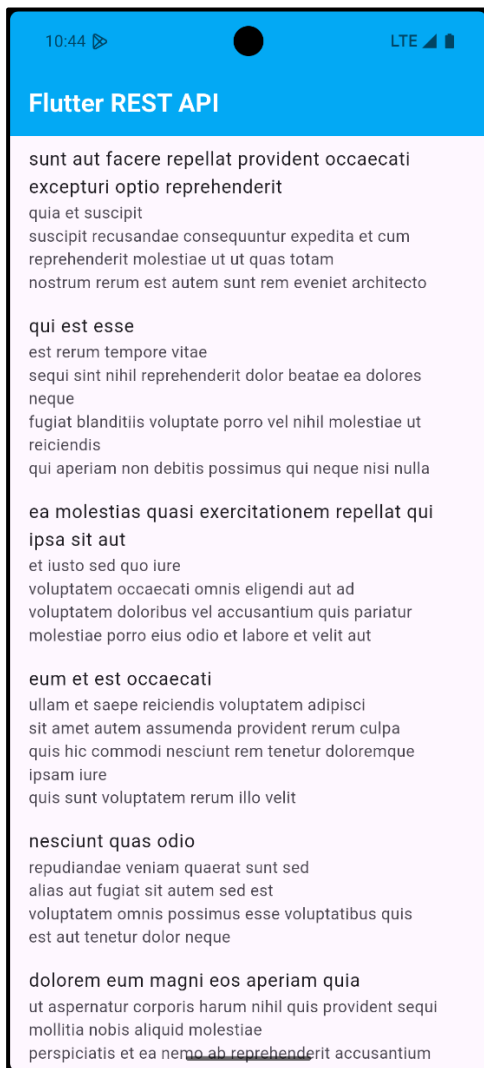 10:44
LTE
Flutter REST API
sunt aut facere repellat provident occaecati
excepturi optio reprehenderit
quia et suscipit
suscipit recusandae consequuntur expedita et cum
reprehenderit molestiae ut ut quas totam
nostrum rerum est autem sunt rem eveniet architecto
qui est esse
est rerum tempore vitae
sequi sint nihil reprehenderit dolor beatae ea dolores
neque
fugiat blanditiis voluptate porro vel nihil molestiae ut
reiciendis
qui aperiam non debitis possimus qui neque nisi nulla
ea molestias quasi exercitationem repellat qui
ipsa sit aut
et iusto sed quo iure
voluptatem occaecati omnis eligendi aut ad
voluptatem doloribus vel accusantium quis pariatur
molestiae porro eius odio et labore et velit aut
eum et est occaecati
ullam et saepe reiciendis voluptatem adipisci
sit amet autem assumenda provident rerum culpa
quis hic commodi nesciunt rem tenetur doloremque
ipsam iure
quis sunt voluptatem rerum illo velit
nesciunt quas odio
repudiandae veniam quaerat sunt sed
alias aut fugiat sit autem sed est
voluptatem omnis possimus esse voluptatibus quis
est aut tenetur dolor neque
dolorem eum magni eos aperiam quia
ut aspernatur corporis harum nihil quis provident sequi
mollitia nobis aliquid molestiae
perspiciatis et ea nemo ab reprehenderit accusantium